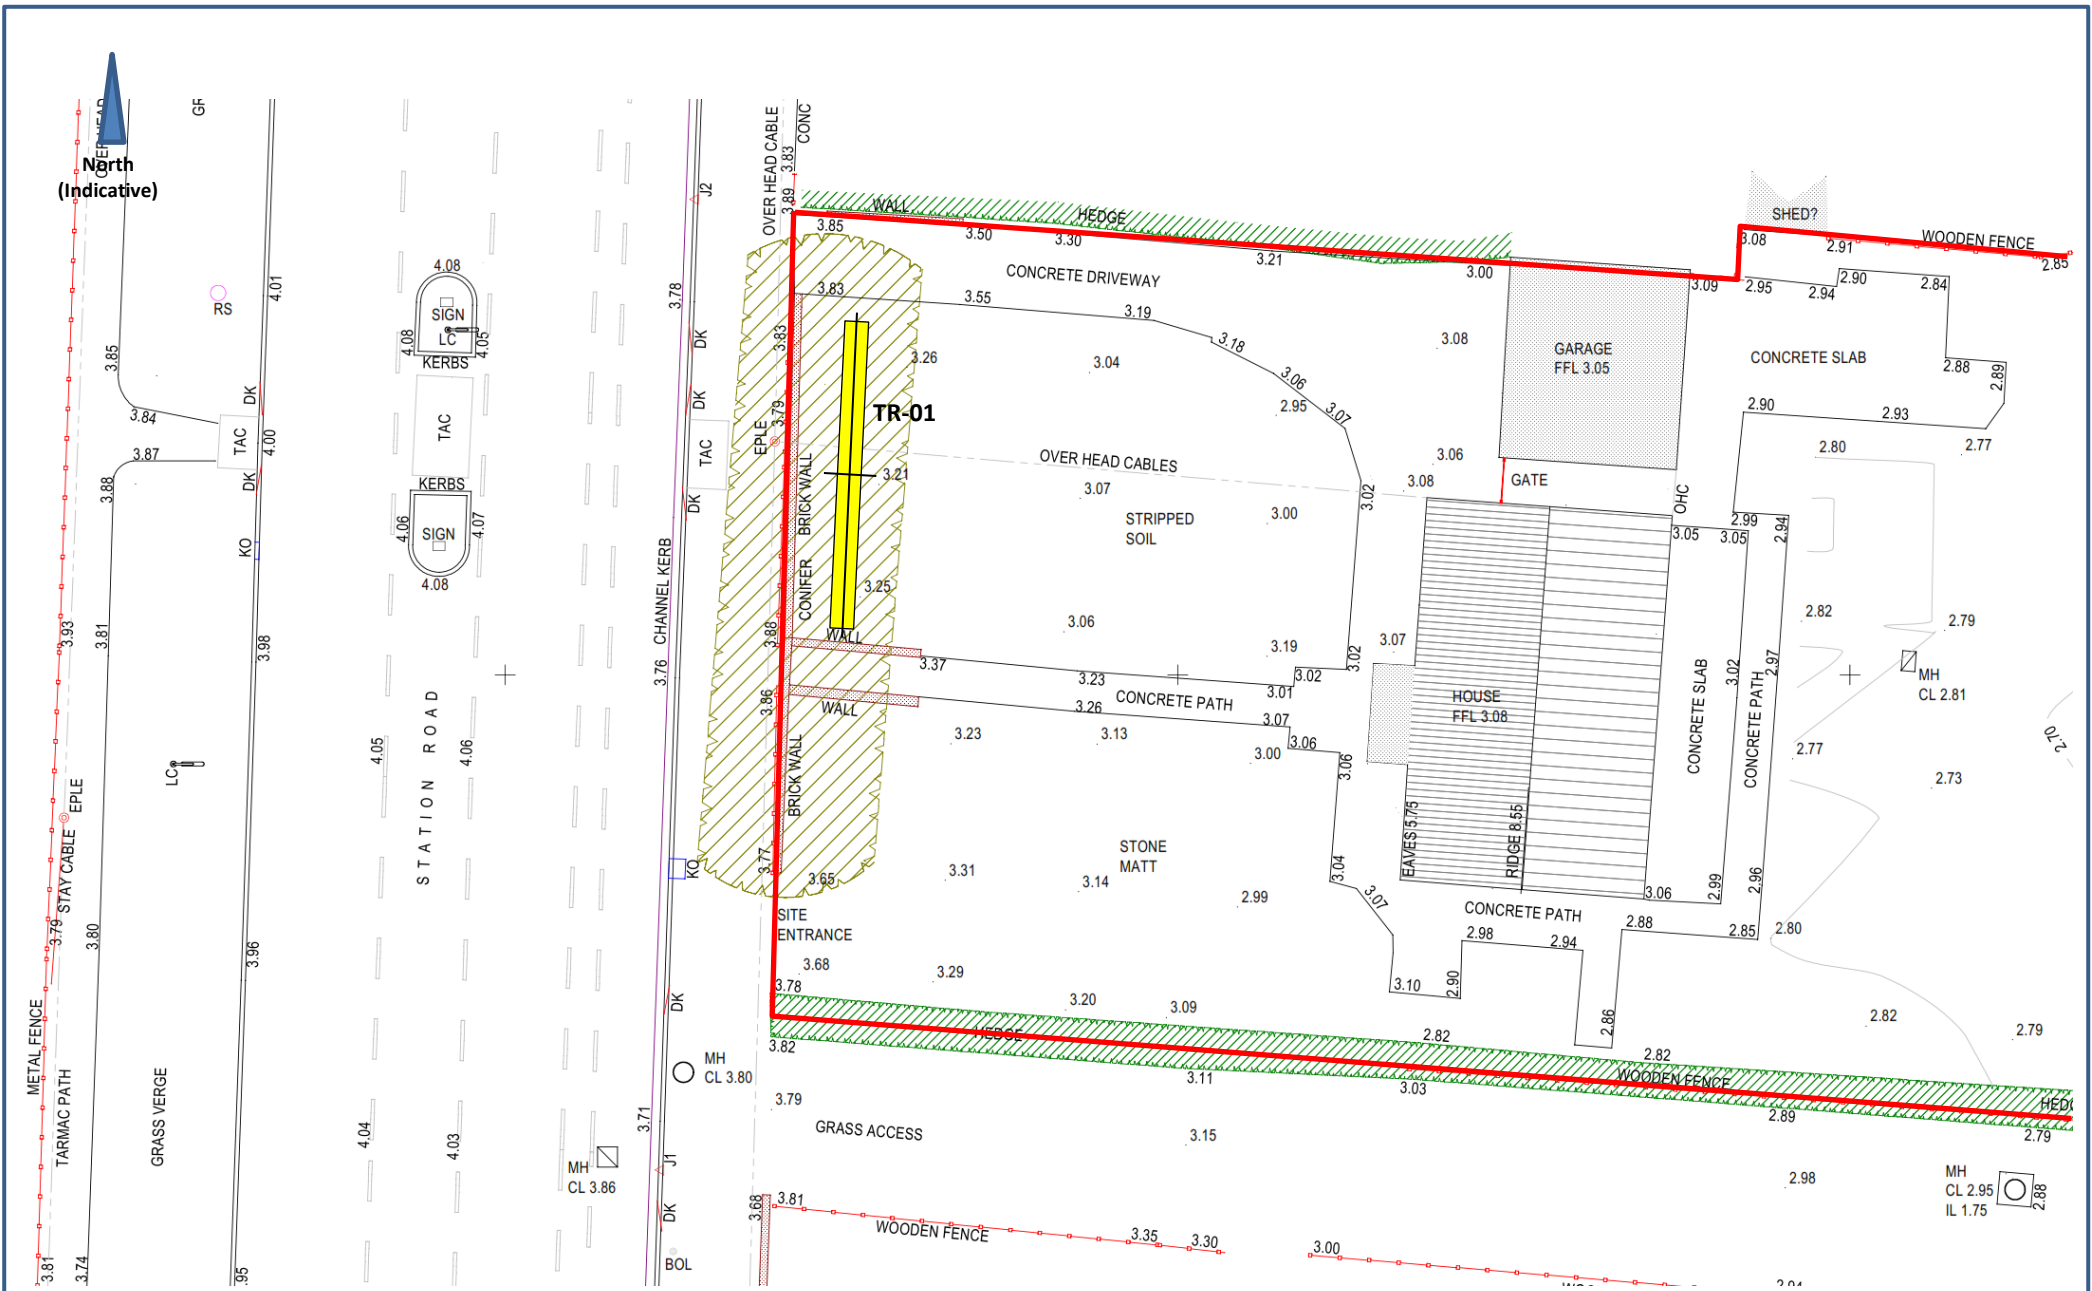 North
(Indicative)
OVER HEAD CABLE
CONC
3.83
3.89
J2
RS
4.01
3.85
3.84
3.87
3.88
DK
TAC
4.00
DK
KO
3.93
3.81
3.98
4.08
SIGN
LC
4.08
4.05
KERBS
TAC
KERBS
4.06
SIGN
4.07
4.08
3.78
DK
DK
TAC
DK
CHANNEL KERB
3.76
WALL
HEDGE
3.85
3.50
3.30
3.21
3.00
CONCRETE DRIVEWAY
3.83
3.55
3.19
3.18
3.06
3.07
2.95
3.83
3.79
EPLE
BRICK WALL
CONIFER
3.88
3.26
3.04
TR-01
3.21
3.25
OVER HEAD CABLES
3.07
STRIPPED
SOIL
3.00
3.02
3.06
3.19
3.02
WALL
3.37
3.23
3.01
3.02
CONCRETE PATH
WALL
3.26
3.07
3.06
3.06
3.86
BRICK WALL
3.77
3.65
3.23
3.13
3.00
STONE
MATT
3.31
3.14
2.99
3.04
3.07
SITE
ENTRANCE
3.68
3.78
3.29
3.20
3.09
3.10
2.90
2.98
2.94
2.86
2.88
2.85
2.80
CONCRETE PATH
SHED?
3.08
2.91
WOODEN FENCE
2.85
3.09
2.95
2.94
2.90
2.84
GARAGE
FFL 3.05
CONCRETE SLAB
2.88
2.89
2.90
2.93
2.80
2.77
3.08
3.06
3.08
GATE
OHC
3.05
3.05
2.99
2.94
3.07
HOUSE
FFL 3.08
EAVES 5.75
RIDGE 8.55
CONCRETE SLAB
3.02
CONCRETE PATH
2.97
3.06
2.99
2.96
2.82
2.79
MH
CL 2.81
2.77
2.73
2.70
2.82
2.79
STATION ROAD
4.05
4.06
4.04
4.03
LC
EPLE
STAY CABLE
3.79
3.80
3.96
METAL FENCE
TARMAC PATH
GRASS VERGE
3.81
3.74
KO
DK
MH
CL 3.80
3.71
MH
CL 3.86
J1
DK
BOL
HEDGE
3.82
2.82
2.82
WOODEN FENCE
3.11
3.03
2.89
2.79
3.79
GRASS ACCESS
3.15
2.98
MH
CL 2.95
IL 1.75
2.88
3.68
3.81
WOODEN FENCE
3.35
3.30
3.00